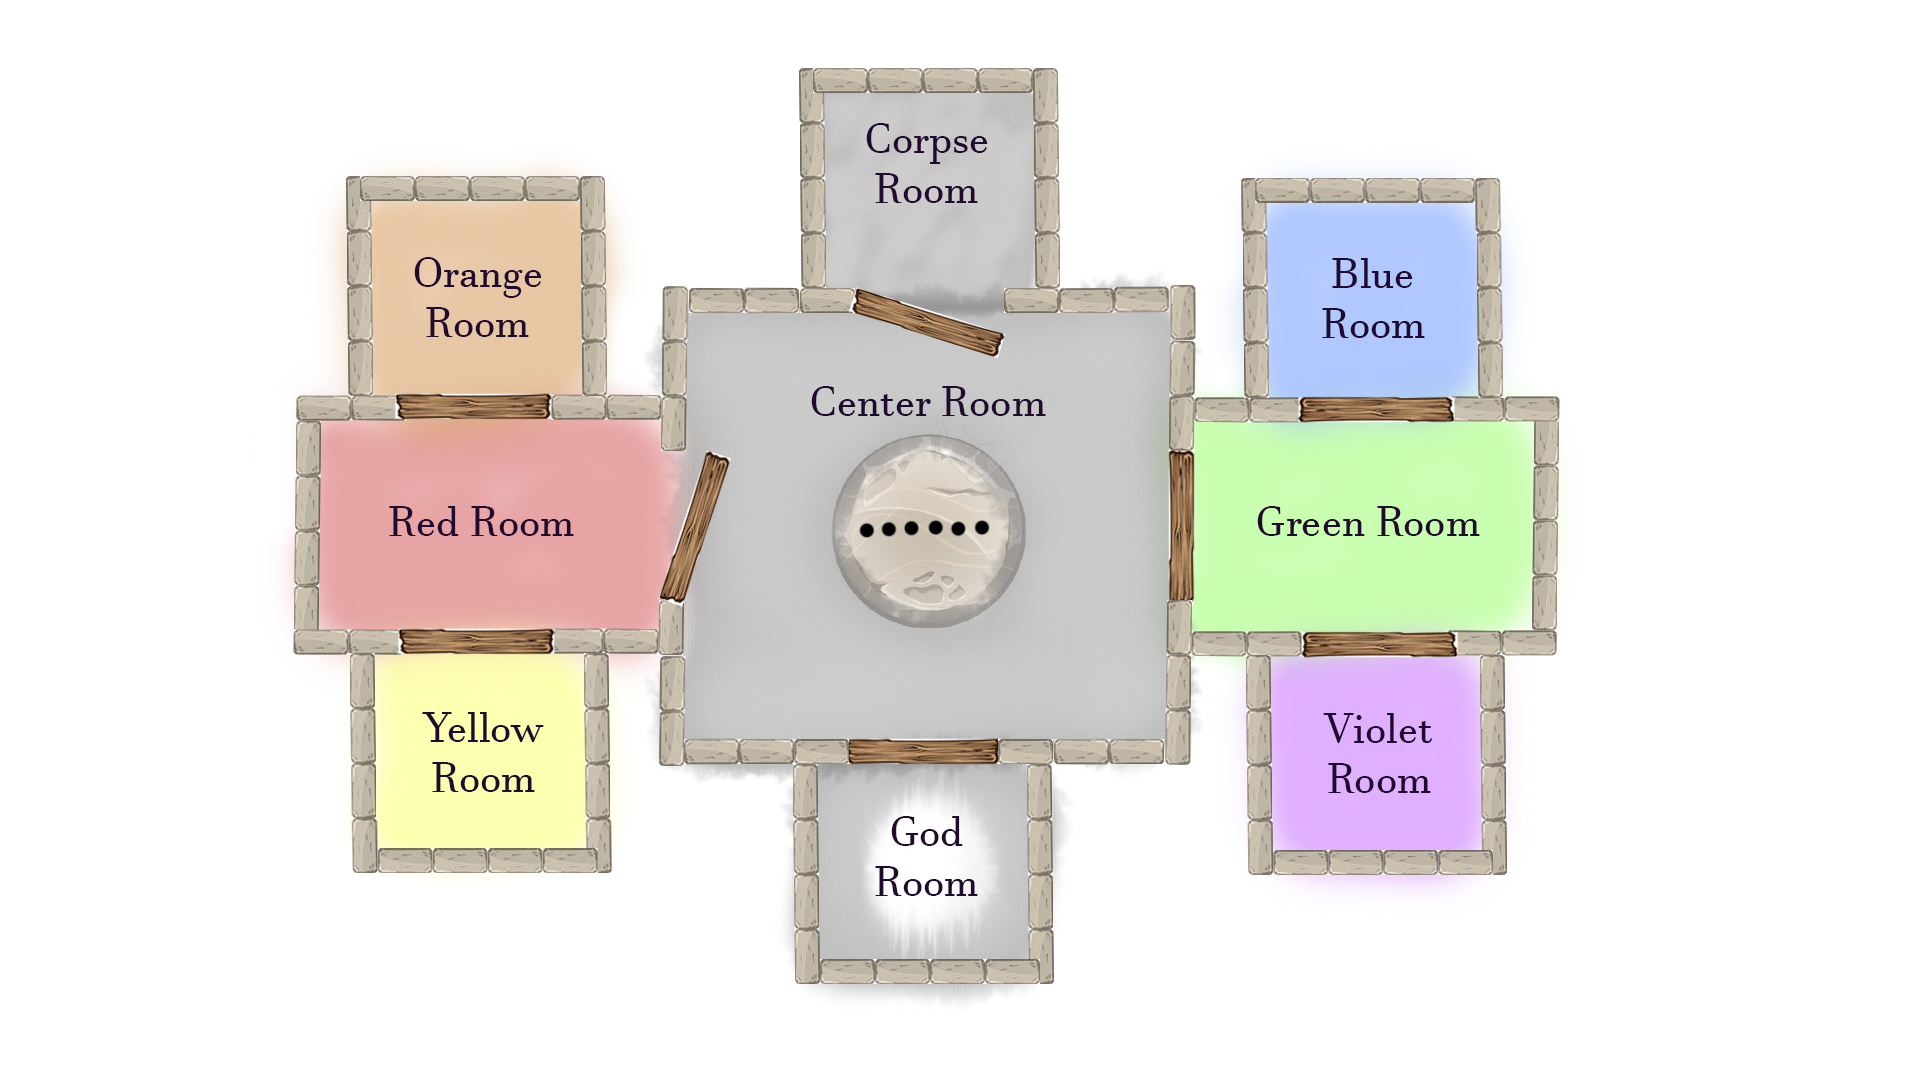 Corpse
Room
Orange
Room
Blue
Room
Center Room
Red Room
Green Room
Yellow
Room
Violet
Room
God
Room